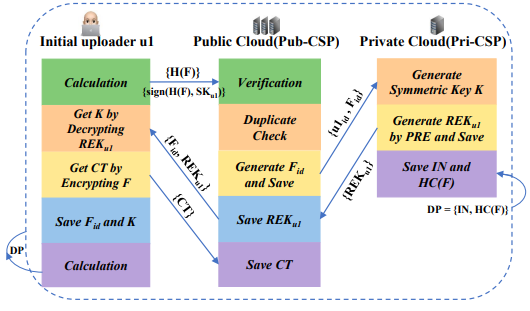 Initial uploader u1
Public Cloud(Pub-CSP)
Private Cloud(Pri-CSP)
Calculation
{H(F)}
{sign(H(F), SKu1)}
Verification
Generate
Symmetric Key K
Get K by
Decrypting
REKu1
Duplicate
Check
{u1id, Fid}
Generate REKu1
by PRE and Save
{Fid, REKu1}
Get CT by
Encrypting F
Generate Fid
and Save
{REKu1}
Save IN and
HC(F)
{CT}
Save Fid and K
Save REKu1
DP = {IN, HC(F)}
DP
Calculation
Save CT